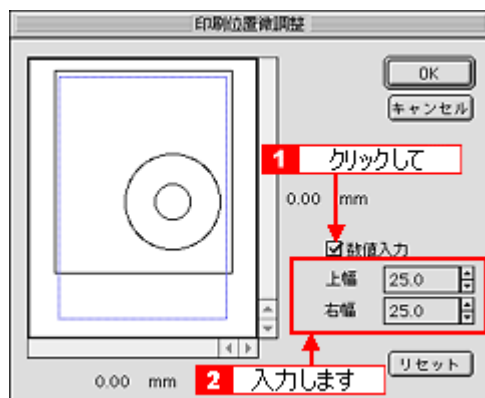 印刷位置微調整
OK
キャンセル
1 クリックして
0.00 mm
数値入力
上幅 25.0
右幅 25.0
リセット
0.00 mm
2 入力します